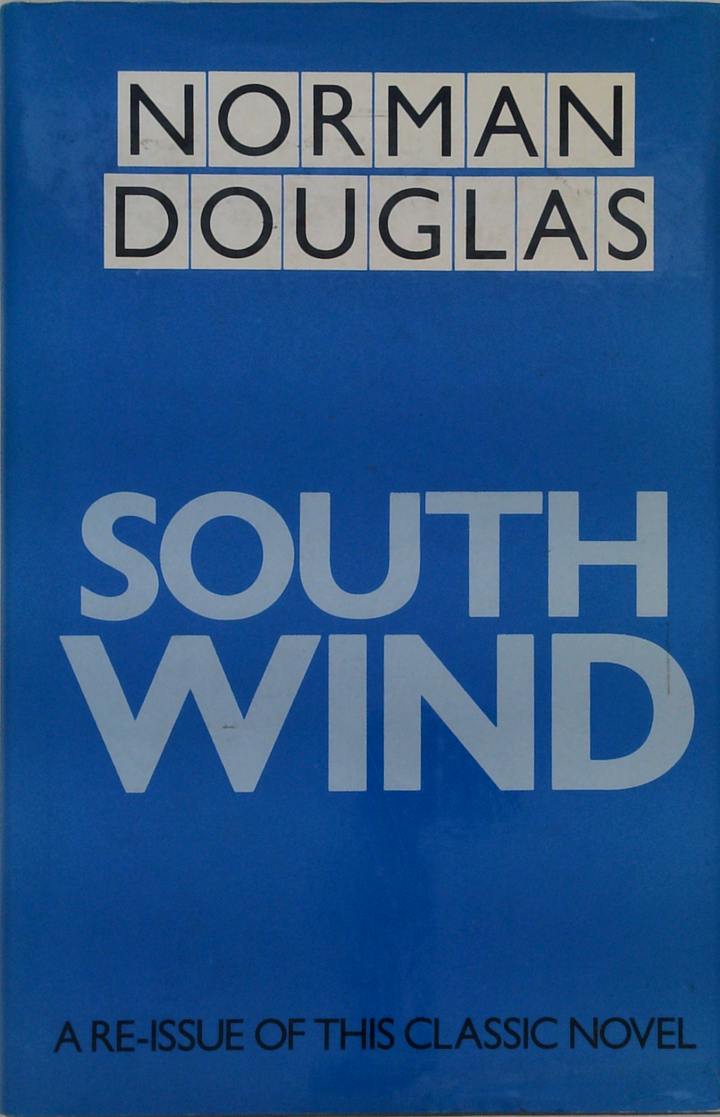 NORMAN
DOUGLAS
SOUTH
WIND
A RE-ISSUE OF THIS CLASSIC NOVEL